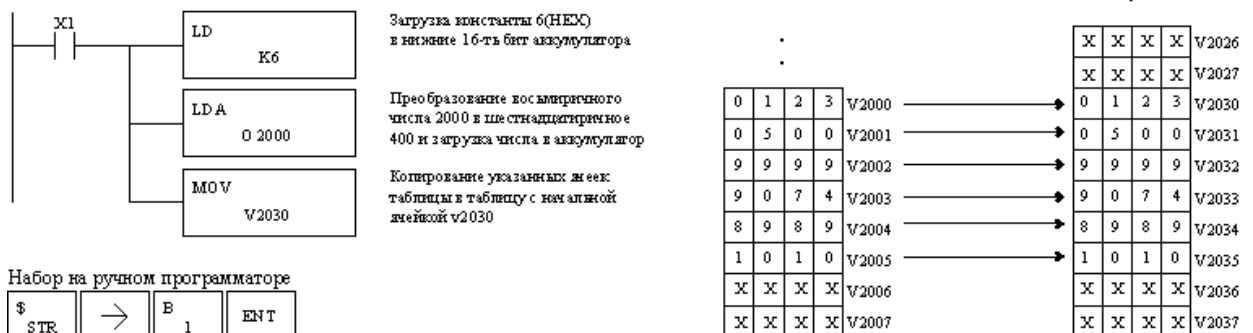 X1
LD
K6
Загрузка константы 6(HEX)
в нижние 16-ть бит аккумулятора
LDA
O 2000
Преобразование восьмиричного
числа 2000 в шестнадцатиричное
400 и загрузка числа в аккумулятор
MOV
V2030
Копирование указанных ячеек
таблицы в таблицу с начальной
ячейкой v2030
Набор на ручном программаторе
$ STR
B 1
ENT
0 1 2 3 V2000
0 5 0 0 V2001
9 9 9 9 V2002
9 0 7 4 V2003
8 9 8 9 V2004
1 0 1 0 V2005
X X X X V2006
X X X X V2007
X X X X V2026
X X X X V2027
0 1 2 3 V2030
0 5 0 0 V2031
9 9 9 9 V2032
9 0 7 4 V2033
8 9 8 9 V2034
1 0 1 0 V2035
X X X X V2036
X X X X V2037